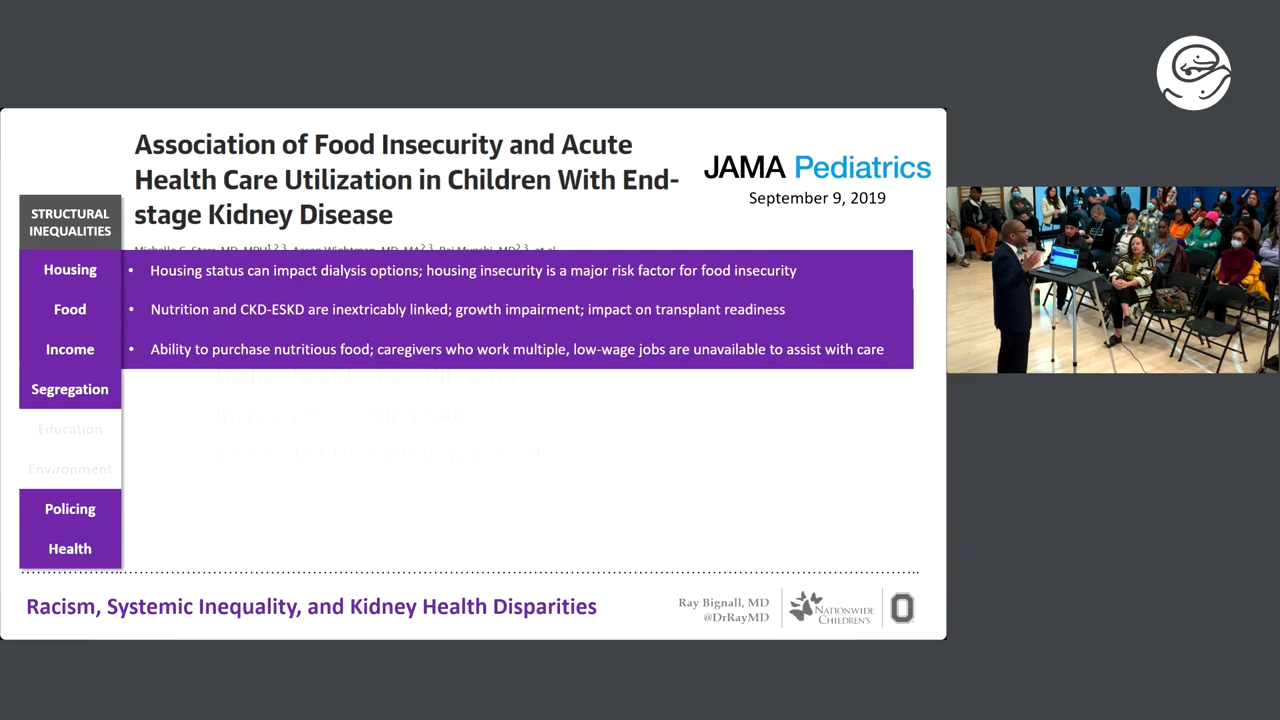 Association of Food Insecurity and Acute
Health Care Utilization in Children With End-
stage Kidney Disease
JAMA Pediatrics
September 9, 2019
STRUCTURAL
INEQUALITIES
Housing
• Housing status can impact dialysis options; housing insecurity is a major risk factor for food insecurity
Food
• Nutrition and CKD-ESKD are inextricably linked; growth impairment; impact on transplant readiness
Income
• Ability to purchase nutritious food; caregivers who work multiple, low-wage jobs are unavailable to assist with care
Segregation
Education
Environment
Policing
Health
Racism, Systemic Inequality, and Kidney Health Disparities
Ray Bignall, MD
@DrRayMD
NATIONWIDE
CHILDREN'S